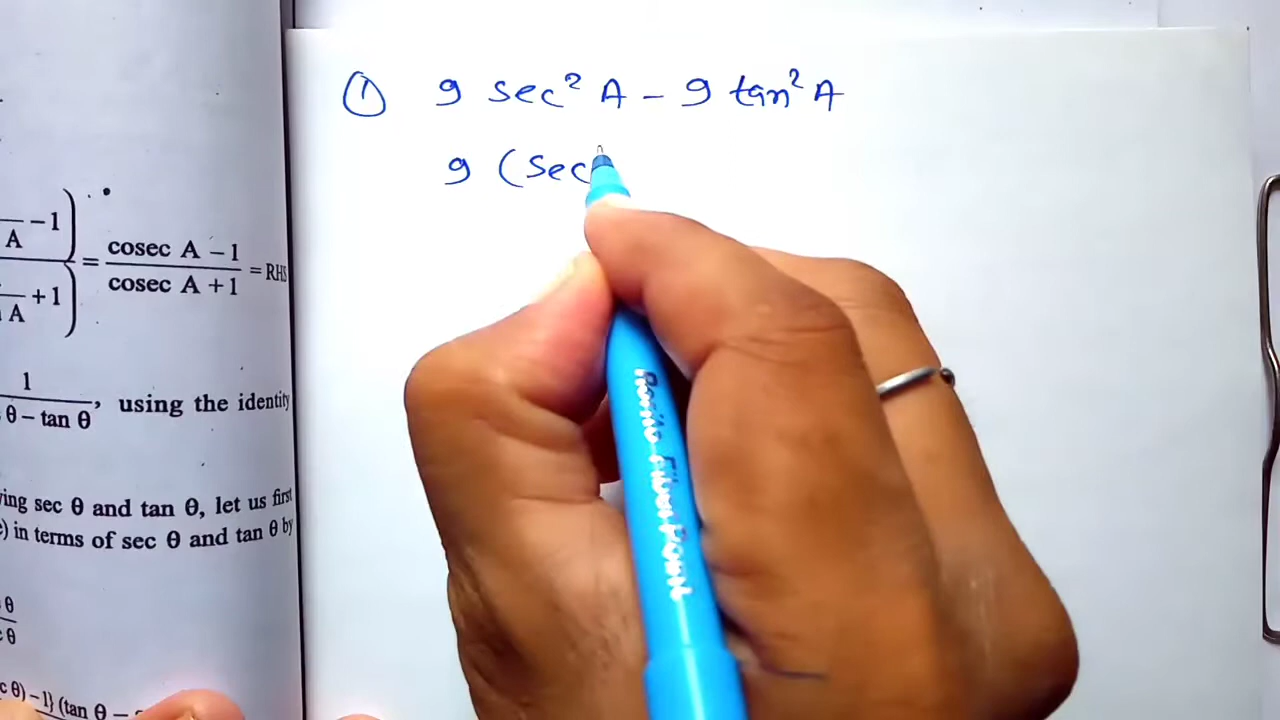 ① 9 sec² A - 9 tan² A
9 (sec
A -1
A +1
= cosec A - 1 / cosec A + 1 = RHS
1
θ - tan θ, using the identity
ing sec θ and tan θ, let us first
) in terms of sec θ and tan θ by
θ
θ
c θ) - 1} (tan θ -